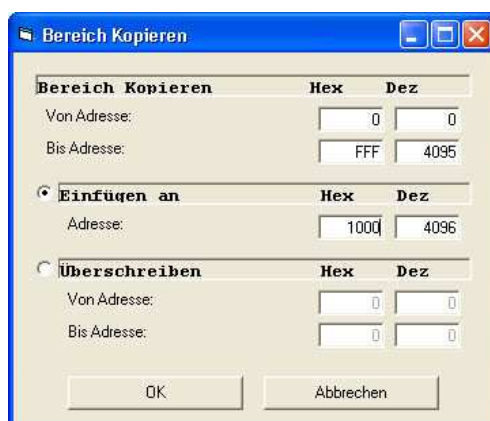 Bereich Kopieren
Bereich Kopieren Hex Dez
Von Adresse: 0 0
Bis Adresse: FFF 4095
Einfügen an Hex Dez
Adresse: 1000 4096
Überschreiben Hex Dez
Von Adresse: 0 0
Bis Adresse: 0 0
OK Abbrechen